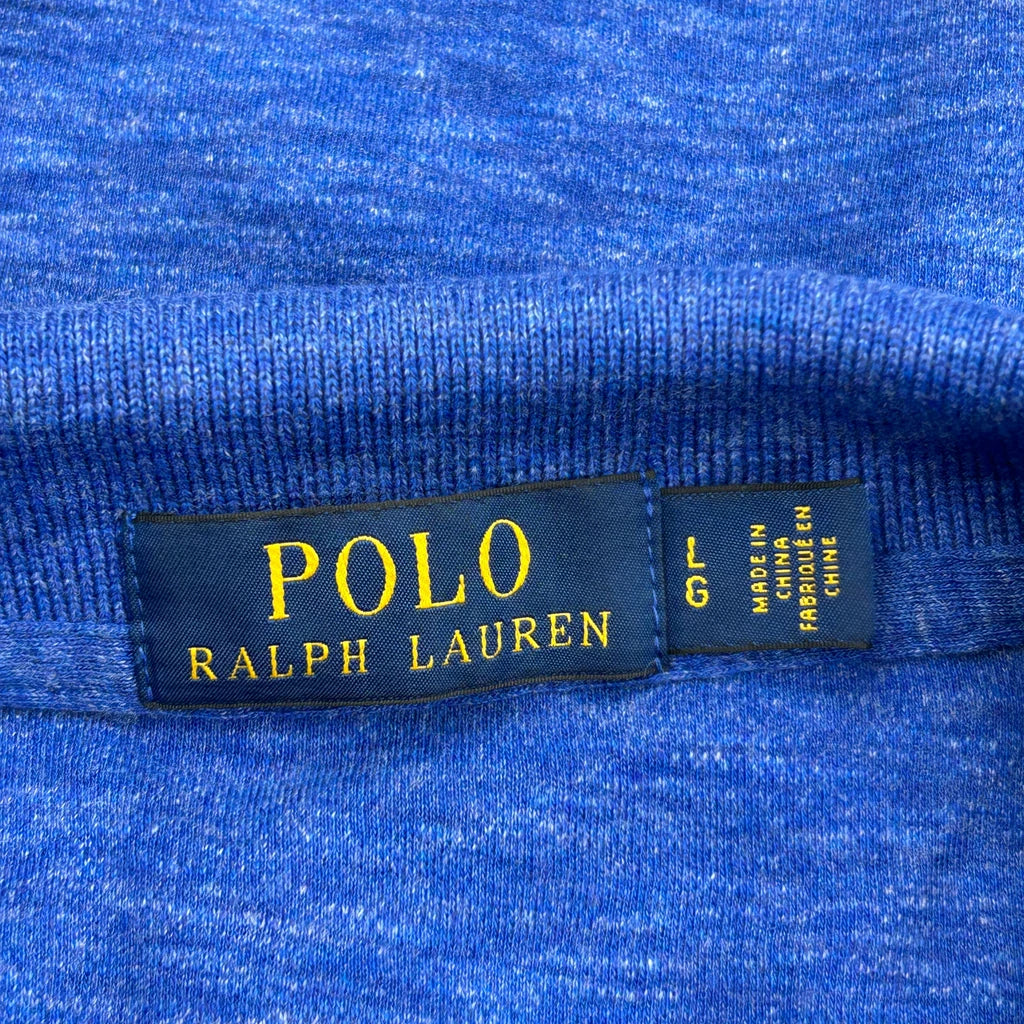 POLO
RALPH LAUREN
L
G
MADE IN
CHINA
FABRIQUÉ EN
CHINE